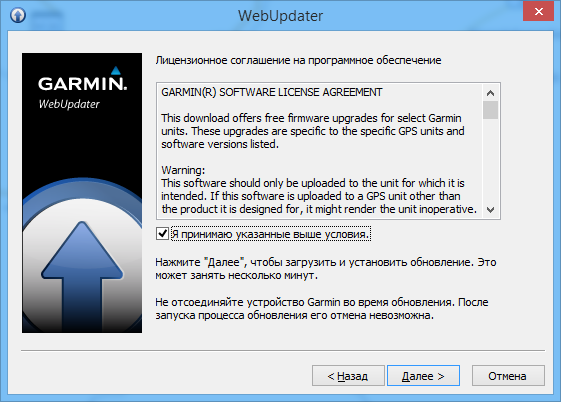 WebUpdater
GARMIN.
WebUpdater
Лицензионное соглашение на программное обеспечение
GARMIN(R) SOFTWARE LICENSE AGREEMENT
This download offers free firmware upgrades for select Garmin
units. These upgrades are specific to the specific GPS units and
software versions listed.
Warning:
This software should only be uploaded to the unit for which it is
intended. If this software is uploaded to a GPS unit other than
the product it is designed for, it might render the unit inoperative.
Я принимаю указанные выше условия.
Нажмите "Далее", чтобы загрузить и установить обновление. Это
может занять несколько минут.
Не отсоединяйте устройство Garmin во время обновления. После
запуска процесса обновления его отмена невозможна.
< Назад
Далее >
Отмена